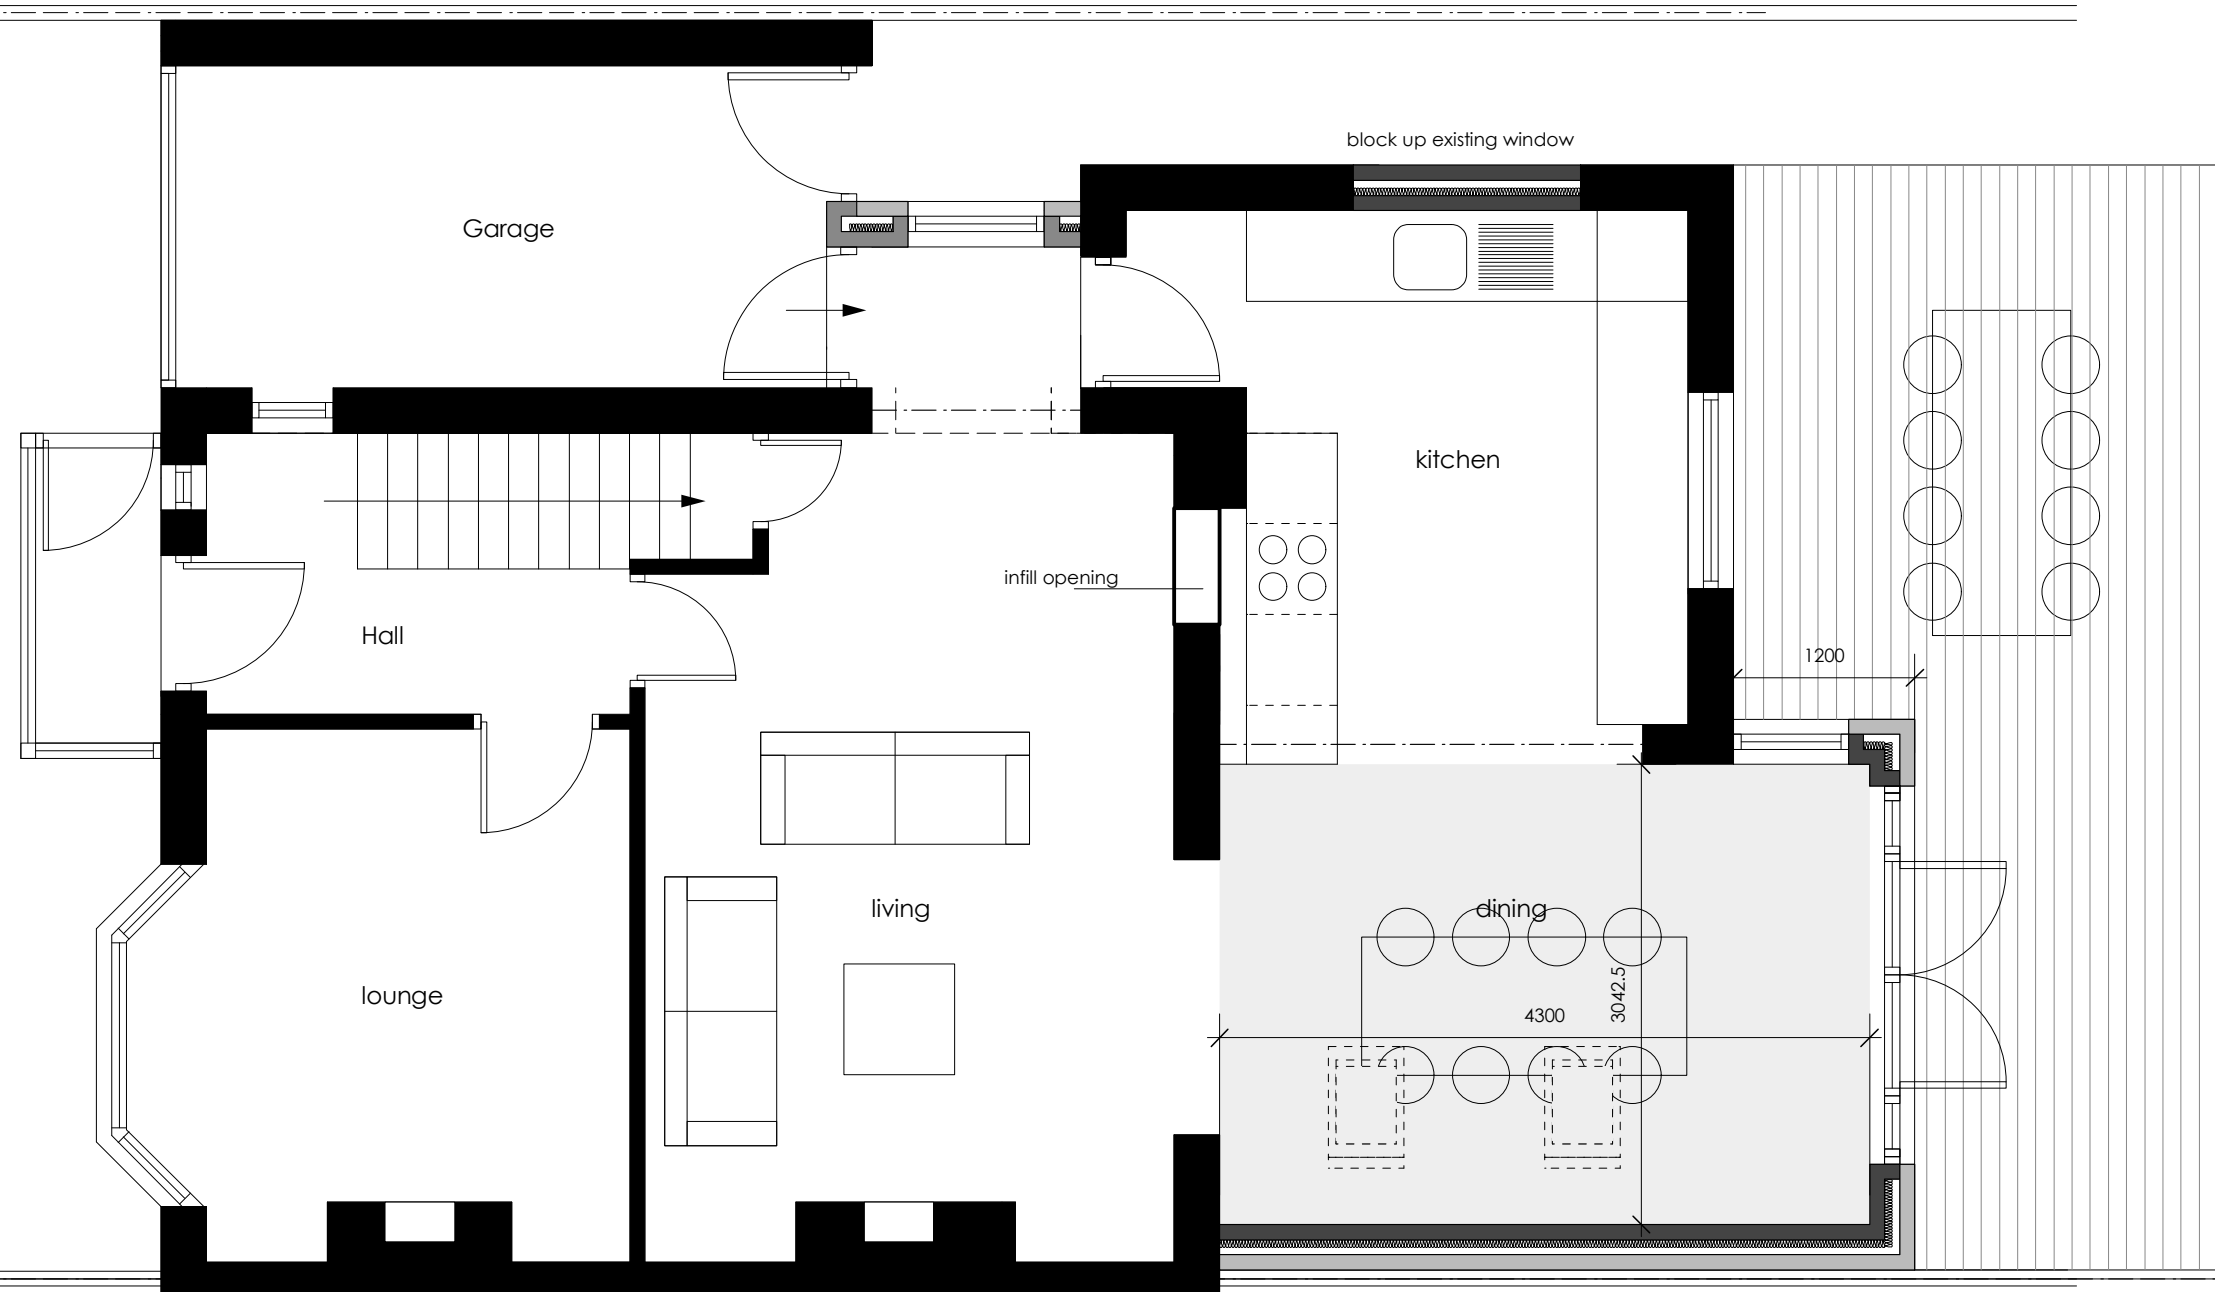 block up existing window
Garage
kitchen
infill opening
Hall
1200
living
dining
lounge
3042.5
4300